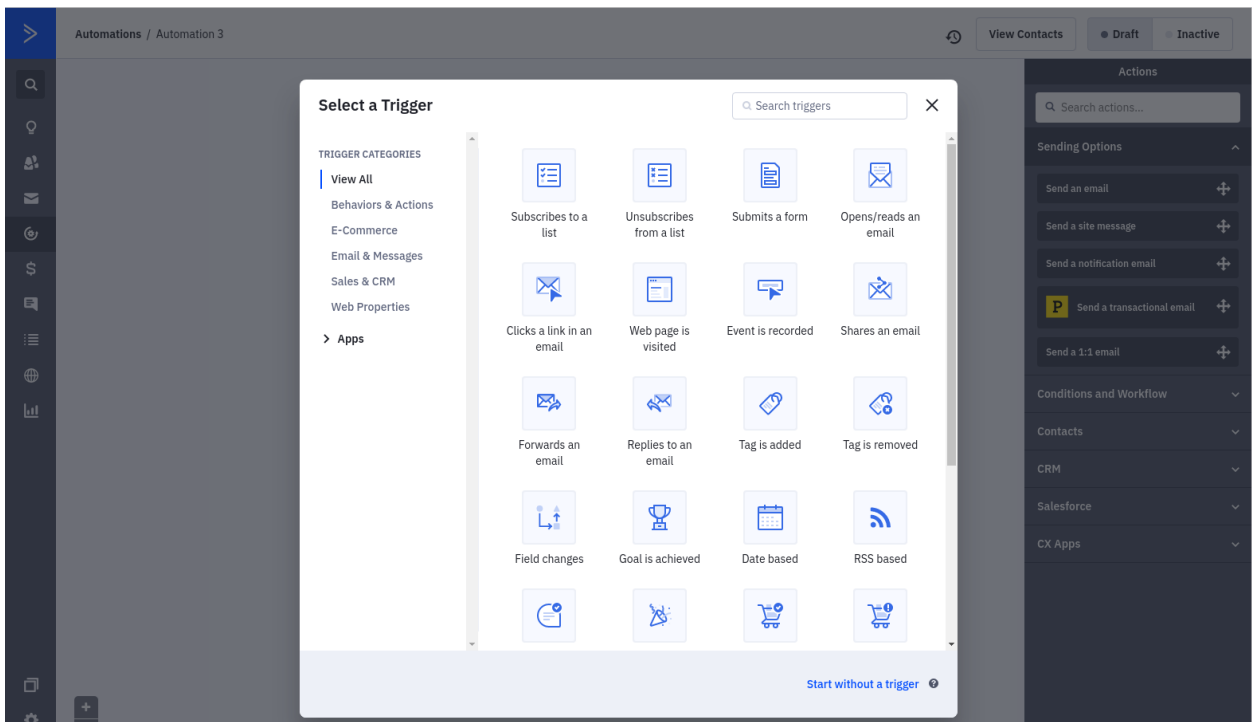 Automations / Automation 3
View Contacts
Draft
Inactive
Select a Trigger
Search triggers
TRIGGER CATEGORIES
View All
Behaviors & Actions
E-Commerce
Email & Messages
Sales & CRM
Web Properties
Apps
Subscribes to a
list
Unsubscribes
from a list
Submits a form
Opens/reads an
email
Clicks a link in an
email
Web page is
visited
Event is recorded
Shares an email
Forwards an
email
Replies to an
email
Tag is added
Tag is removed
Field changes
Goal is achieved
Date based
RSS based
Start without a trigger
Actions
Search actions...
Sending Options
Send an email
Send a site message
Send a notification email
P Send a transactional email
Send a 1:1 email
Conditions and Workflow
Contacts
CRM
Salesforce
CX Apps